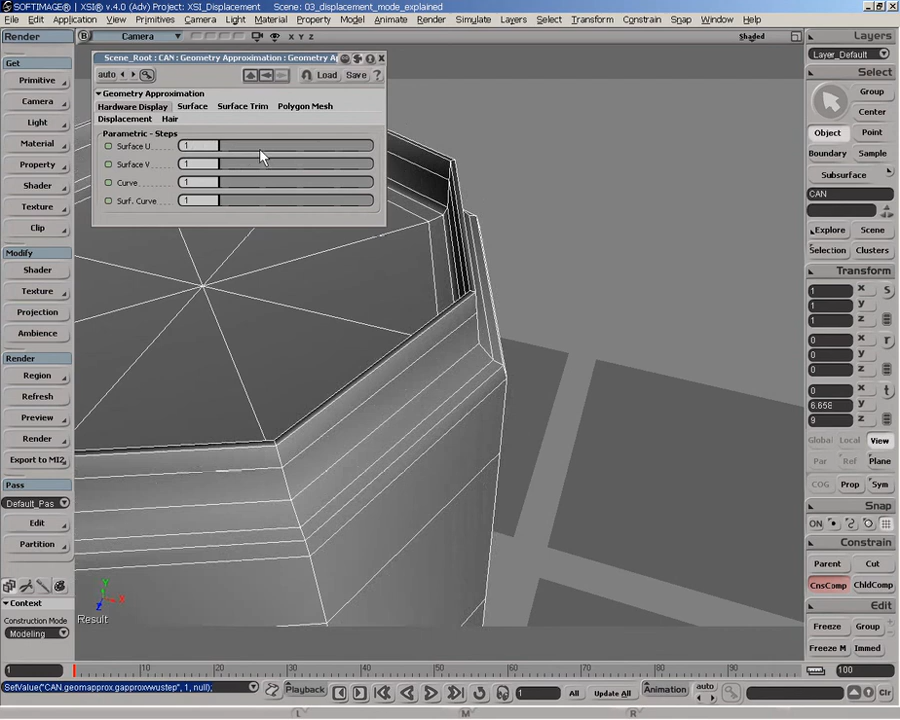 SOFTIMAGE® | XSI® v.4.0 (Adv) Project: XSI_Displacement Scene: 03_displacement_mode_explained
File Edit View Application Primitives Camera Light Material Property Modify Animate Render Simulate Layers Select Transform Constrain Snap Window Help
Render
Get
Primitive
Camera
Light
Material
Property
Shader
Texture
Clip
Modify
Shader
Texture
Projection
Ambience
Render
Region
Refresh
Preview
Render
Export to MI2
Pass
Default_Pas
Edit
Partition
Context
Construction Mode
Modeling
B Camera X Y Z Shaded
Scene_Root : CAN : Geometry Approximation : Geometry Ap
auto Load Save ?
Geometry Approximation
Hardware Display Surface Surface Trim Polygon Mesh
Displacement Hair
Parametric - Steps
Surface U 1
Surface V 1
Curve 1
Surf. Curve 1
Y
X
Z
Result
Layers
Layer_Default
Select
Group
Center
Object Point
Boundary Sample
Subsurface
CAN
Explore Scene
Selection Clusters
Transform
1 x s
1 y
1 z
0 x r
0 y
0 z
0 x t
6.658 y
9 z
Global Local View
Par Ref Plane
COG Prop Sym
Snap
ON
Constrain
Parent Cut
CnsComp ChldComp
Edit
Freeze Group
Freeze M Immed
1 10 20 30 40 50 60 70 80 90 100
SetValue("CAN.geomapprox.gapproxwustep", 1, null);
Playback 1 All Update All Animation auto Clr
L M R